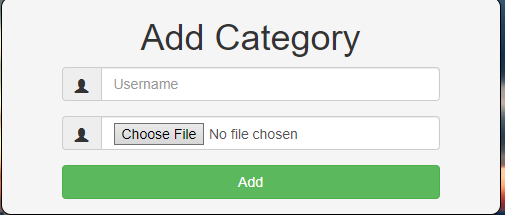 Add Category
Username
Choose File No file chosen
Add